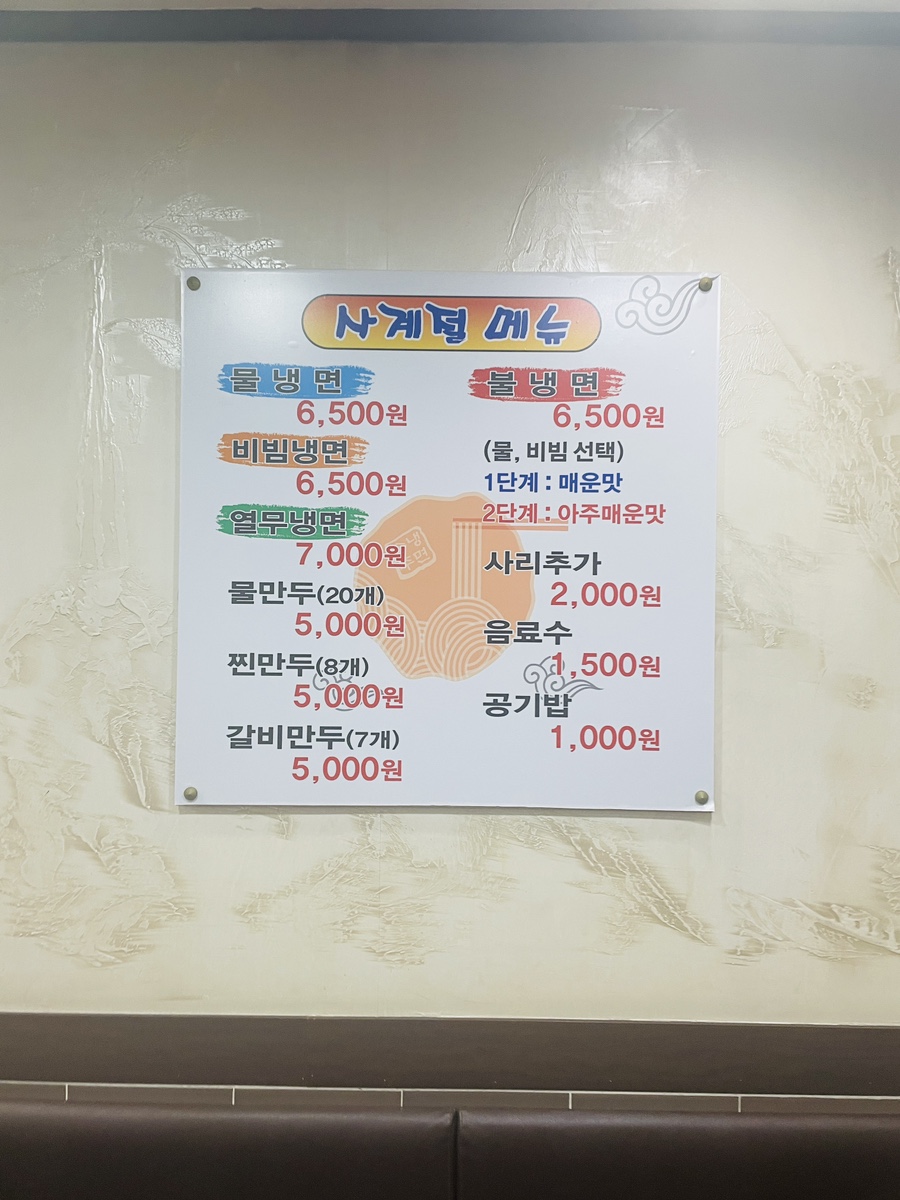 사계절 메뉴
물냉면
6,500원
비빔냉면
6,500원
열무냉면
7,000원
물만두(20개)
5,000원
찐만두(8개)
5,000원
갈비만두(7개)
5,000원
불냉면
6,500원
(물, 비빔 선택)
1단계 : 매운맛
2단계 : 아주매운맛
사리추가
2,000원
음료수
1,500원
공기밥
1,000원